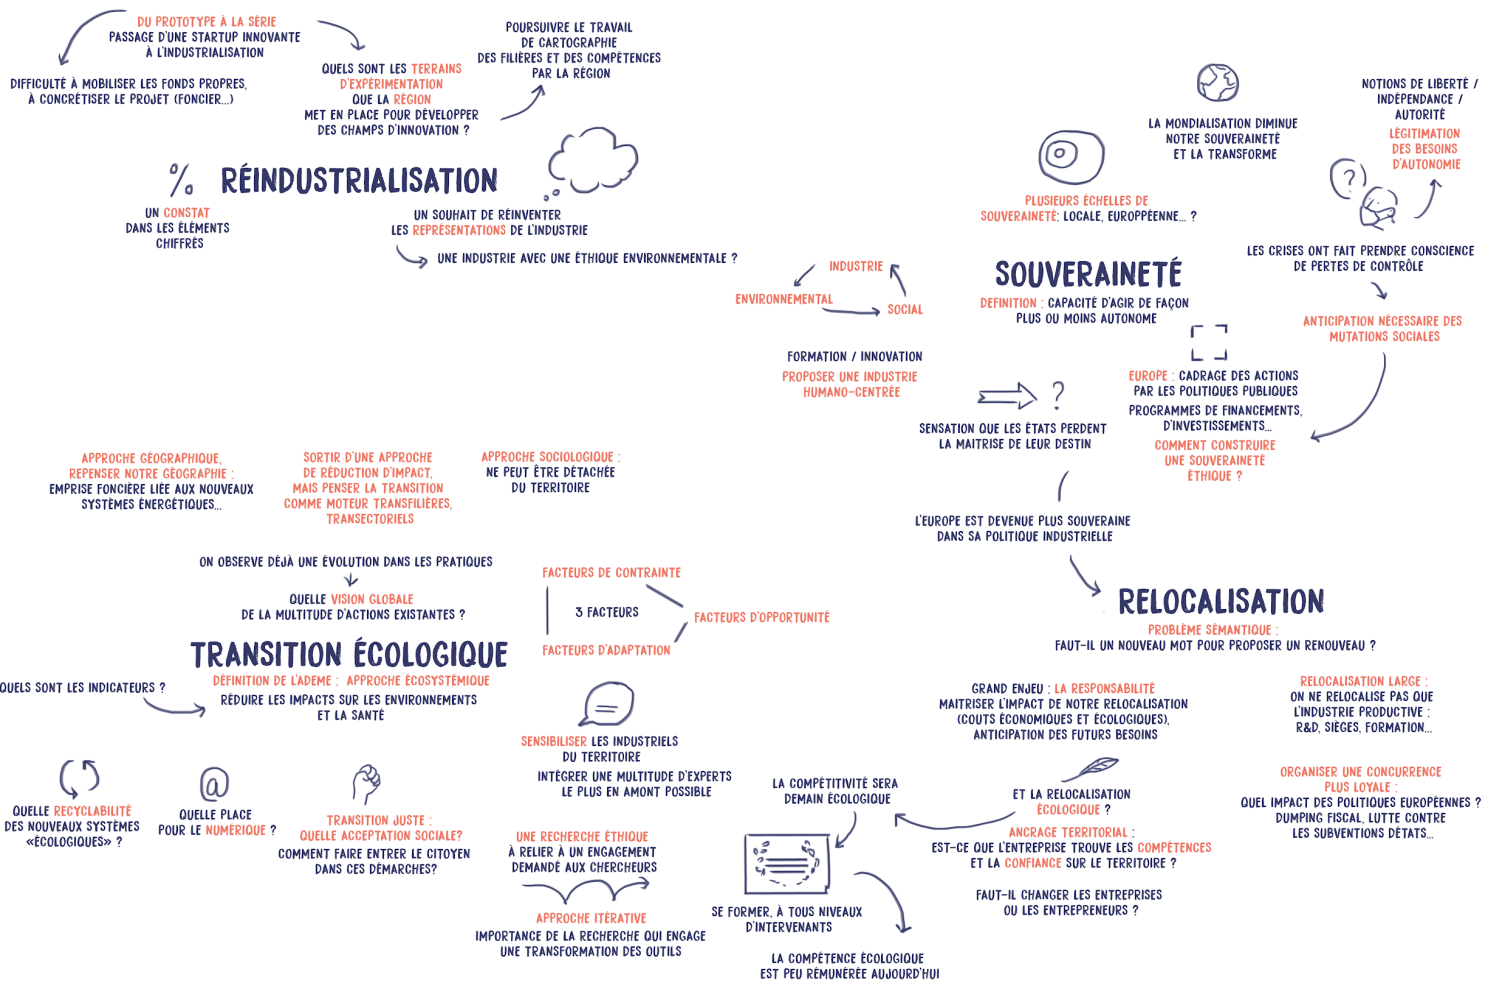 DU PROTOTYPE À LA SÉRIE
PASSAGE D'UNE STARTUP INNOVANTE
À L'INDUSTRIALISATION
DIFFICULTÉ À MOBILISER LES FONDS PROPRES,
À CONCRÉTISER LE PROJET (FONCIER...)
QUELS SONT LES TERRAINS
D'EXPÉRIMENTATION
QUE LA RÉGION
MET EN PLACE POUR DÉVELOPPER
DES CHAMPS D'INNOVATION ?
POURSUIVRE LE TRAVAIL
DE CARTOGRAPHIE
DES FILIÈRES ET DES COMPÉTENCES
PAR LA RÉGION
%
RÉINDUSTRIALISATION
UN CONSTAT
DANS LES ÉLÉMENTS
CHIFFRÉS
UN SOUHAIT DE RÉINVENTER
LES REPRÉSENTATIONS DE L'INDUSTRIE
UNE INDUSTRIE AVEC UNE ÉTHIQUE ENVIRONNEMENTALE ?
INDUSTRIE
ENVIRONNEMENTAL
SOCIAL
FORMATION / INNOVATION
PROPOSER UNE INDUSTRIE
HUMANO-CENTRÉE
PLUSIEURS ÉCHELLES DE
SOUVERAINETÉ: LOCALE, EUROPPÉENNE... ?
LA MONDIALISATION DIMINUE
NOTRE SOUVERAINETÉ
ET LA TRANSFORME
NOTIONS DE LIBERTÉ /
INDÉPENDANCE /
AUTORITÉ
LÉGITIMATION
DES BESOINS
D'AUTONOMIE
?
LES CRISES ONT FAIT PRENDRE CONSCIENCE
DE PERTES DE CONTRÔLE
ANTICIPATION NÉCESSAIRE DES
MUTATIONS SOCIALES
SOUVERAINETÉ
DEFINITION : CAPACITÉ D'AGIR DE FAÇON
PLUS OU MOINS AUTONOME
EUROPE : CADRAGE DES ACTIONS
PAR LES POLITIQUES PUBLIQUES
PROGRAMMES DE FINANCEMENTS,
D'INVESTISSEMENTS...
COMMENT CONSTRUIRE
UNE SOUVERAINETÉ
ÉTHIQUE ?
?
SENSATION QUE LES ÉTATS PERDENT
LA MAITRISE DE LEUR DESTIN
L'EUROPE EST DEVENUE PLUS SOUVERAINE
DANS SA POLITIQUE INDUSTRIELLE
APPROCHE GÉOGRAPHIQUE,
REPENSER NOTRE GÉOGRAPHIE :
EMPRISE FONCIÈRE LIÉE AUX NOUVEAUX
SYSTÈMES ÉNERGÉTIQUES...
SORTIR D'UNE APPROCHE
DE RÉDUCTION D'IMPACT,
MAIS PENSER LA TRANSITION
COMME MOTEUR TRANSFILIÈRES,
TRANSECTORIELS
APPROCHE SOCIOLOGIQUE :
NE PEUT ÊTRE DÉTACHÉE
DU TERRITOIRE
ON OBSERVE DÉJÀ UNE ÉVOLUTION DANS LES PRATIQUES
QUELLE VISION GLOBALE
DE LA MULTITUDE D'ACTIONS EXISTANTES ?
FACTEURS DE CONTRAINTE
3 FACTEURS
FACTEURS D'OPPORTUNITÉ
FACTEURS D'ADAPTATION
TRANSITION ÉCOLOGIQUE
DÉFINITION DE L'ADEME : APPROCHE ÉCOSYTÉMIQUE
RÉDUIRE LES IMPACTS SUR LES ENVIRONNEMENTS
ET LA SANTÉ
QUELS SONT LES INDICATEURS ?
QUELLE RECYCLABILITÉ
DES NOUVEAUX SYSTÈMES
«ÉCOLOGIQUES» ?
@
QUELLE PLACE
POUR LE NUMÉRIQUE ?
TRANSITION JUSTE :
QUELLE ACCEPTATION SOCIALE?
COMMENT FAIRE ENTRER LE CITOYEN
DANS CES DÉMARCHES?
SENSIBILISER LES INDUSTRIELS
DU TERRITOIRE
INTÉGRER UNE MULTITUDE D'EXPERTS
LE PLUS EN AMONT POSSIBLE
UNE RECHERCHE ÉTHIQUE :
À RELIER À UN ENGAGEMENT
DEMANDÉ AUX CHERCHEURS
APPROCHE ITÉRATIVE
IMPORTANCE DE LA RECHERCHE QUI ENGAGE
UNE TRANSFORMATION DES OUTILS
RELOCALISATION
PROBLÈME SÉMANTIQUE :
FAUT-IL UN NOUVEAU MOT POUR PROPOSER UN RENOUVEAU ?
GRAND ENJEU : LA RESPONSABILITÉ
MAITRISER L'IMPACT DE NOTRE RELOCALISATION
(COUTS ÉCONOMIQUES ET ÉCOLOGIQUES),
ANTICIPATION DES FUTURS BESOINS
RELOCALISATION LARGE :
ON NE RELOCALISE PAS QUE
L'INDUSTRIE PRODUCTIVE :
R&D, SIÈGES, FORMATION...
ORGANISER UNE CONCURRENCE
PLUS LOYALE :
QUEL IMPACT DES POLITIQUES EUROPÉENNES ?
DUMPING FISCAL, LUTTE CONTRE
LES SUBVENTIONS DÉTATS...
ET LA RELOCALISATION
ÉCOLOGIQUE ?
ANCRAGE TERRITORIAL :
EST-CE QUE L'ENTREPRISE TROUVE LES COMPÉTENCES
ET LA CONFIANCE SUR LE TERRITOIRE ?
FAUT-IL CHANGER LES ENTREPRISES
OU LES ENTREPRENEURS ?
LA COMPÉTITIVITÉ SERA
DEMAIN ÉCOLOGIQUE
SE FORMER, À TOUS NIVEAUX
D'INTERVENANTS
LA COMPÉTENCE ÉCOLOGIQUE
EST PEU RÉMUNÉRÉE AUJOURD'HUI